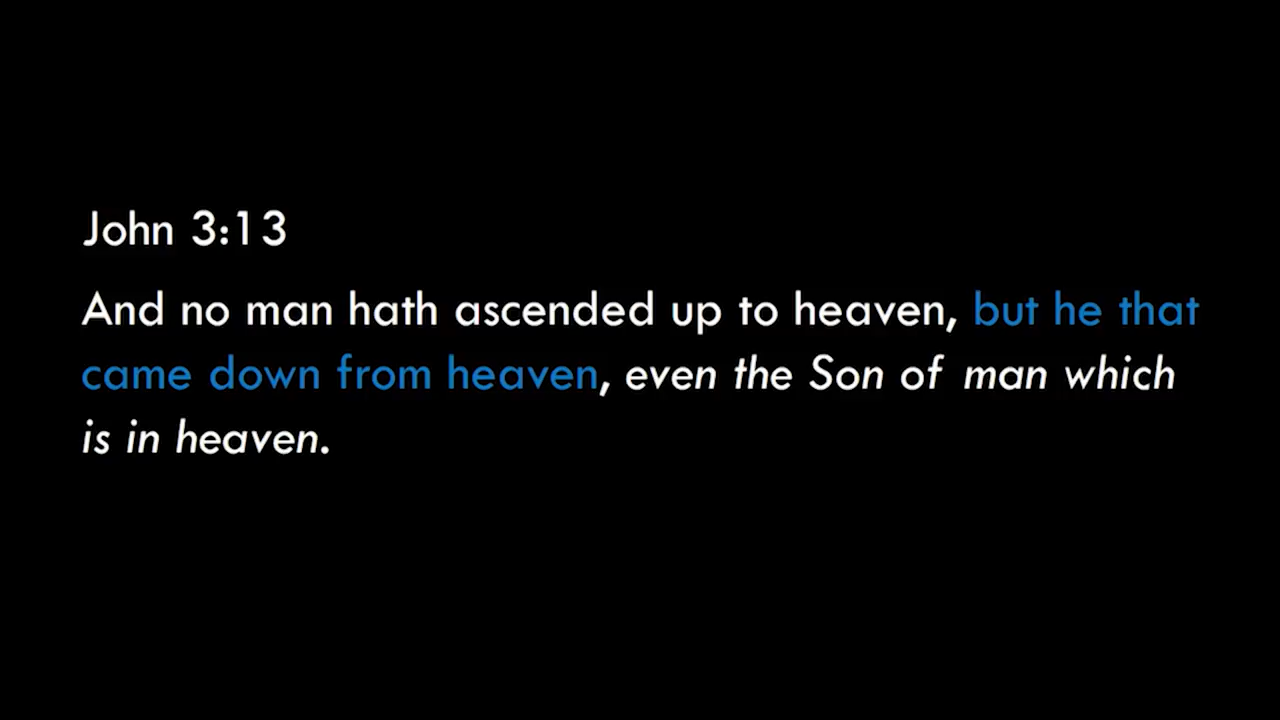 John 3:13
And no man hath ascended up to heaven, but he that
came down from heaven, even the Son of man which
is in heaven.